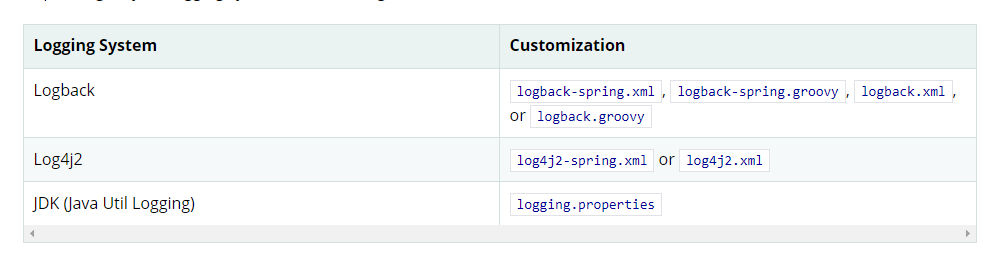 Logging System Customization
Logback logback-spring.xml, logback-spring.groovy, logback.xml,
or logback.groovy
Log4j2 log4j2-spring.xml or log4j2.xml
JDK (Java Util Logging) logging.properties